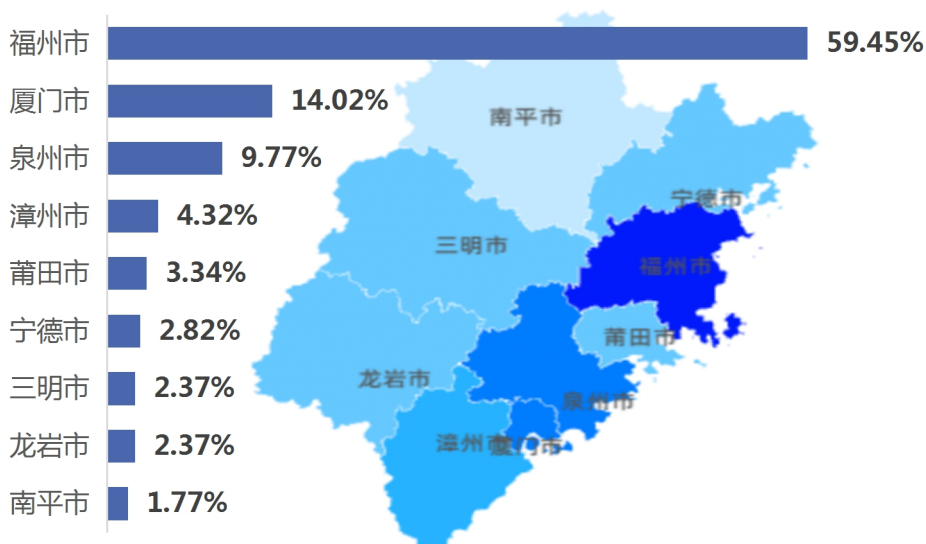 福州市 59.45%
厦门市 14.02%
泉州市 9.77%
漳州市 4.32%
莆田市 3.34%
宁德市 2.82%
三明市 2.37%
龙岩市 2.37%
南平市 1.77%
南平市
宁德市
三明市
福州市
莆田市
龙岩市
泉州市
漳州市
厦门市